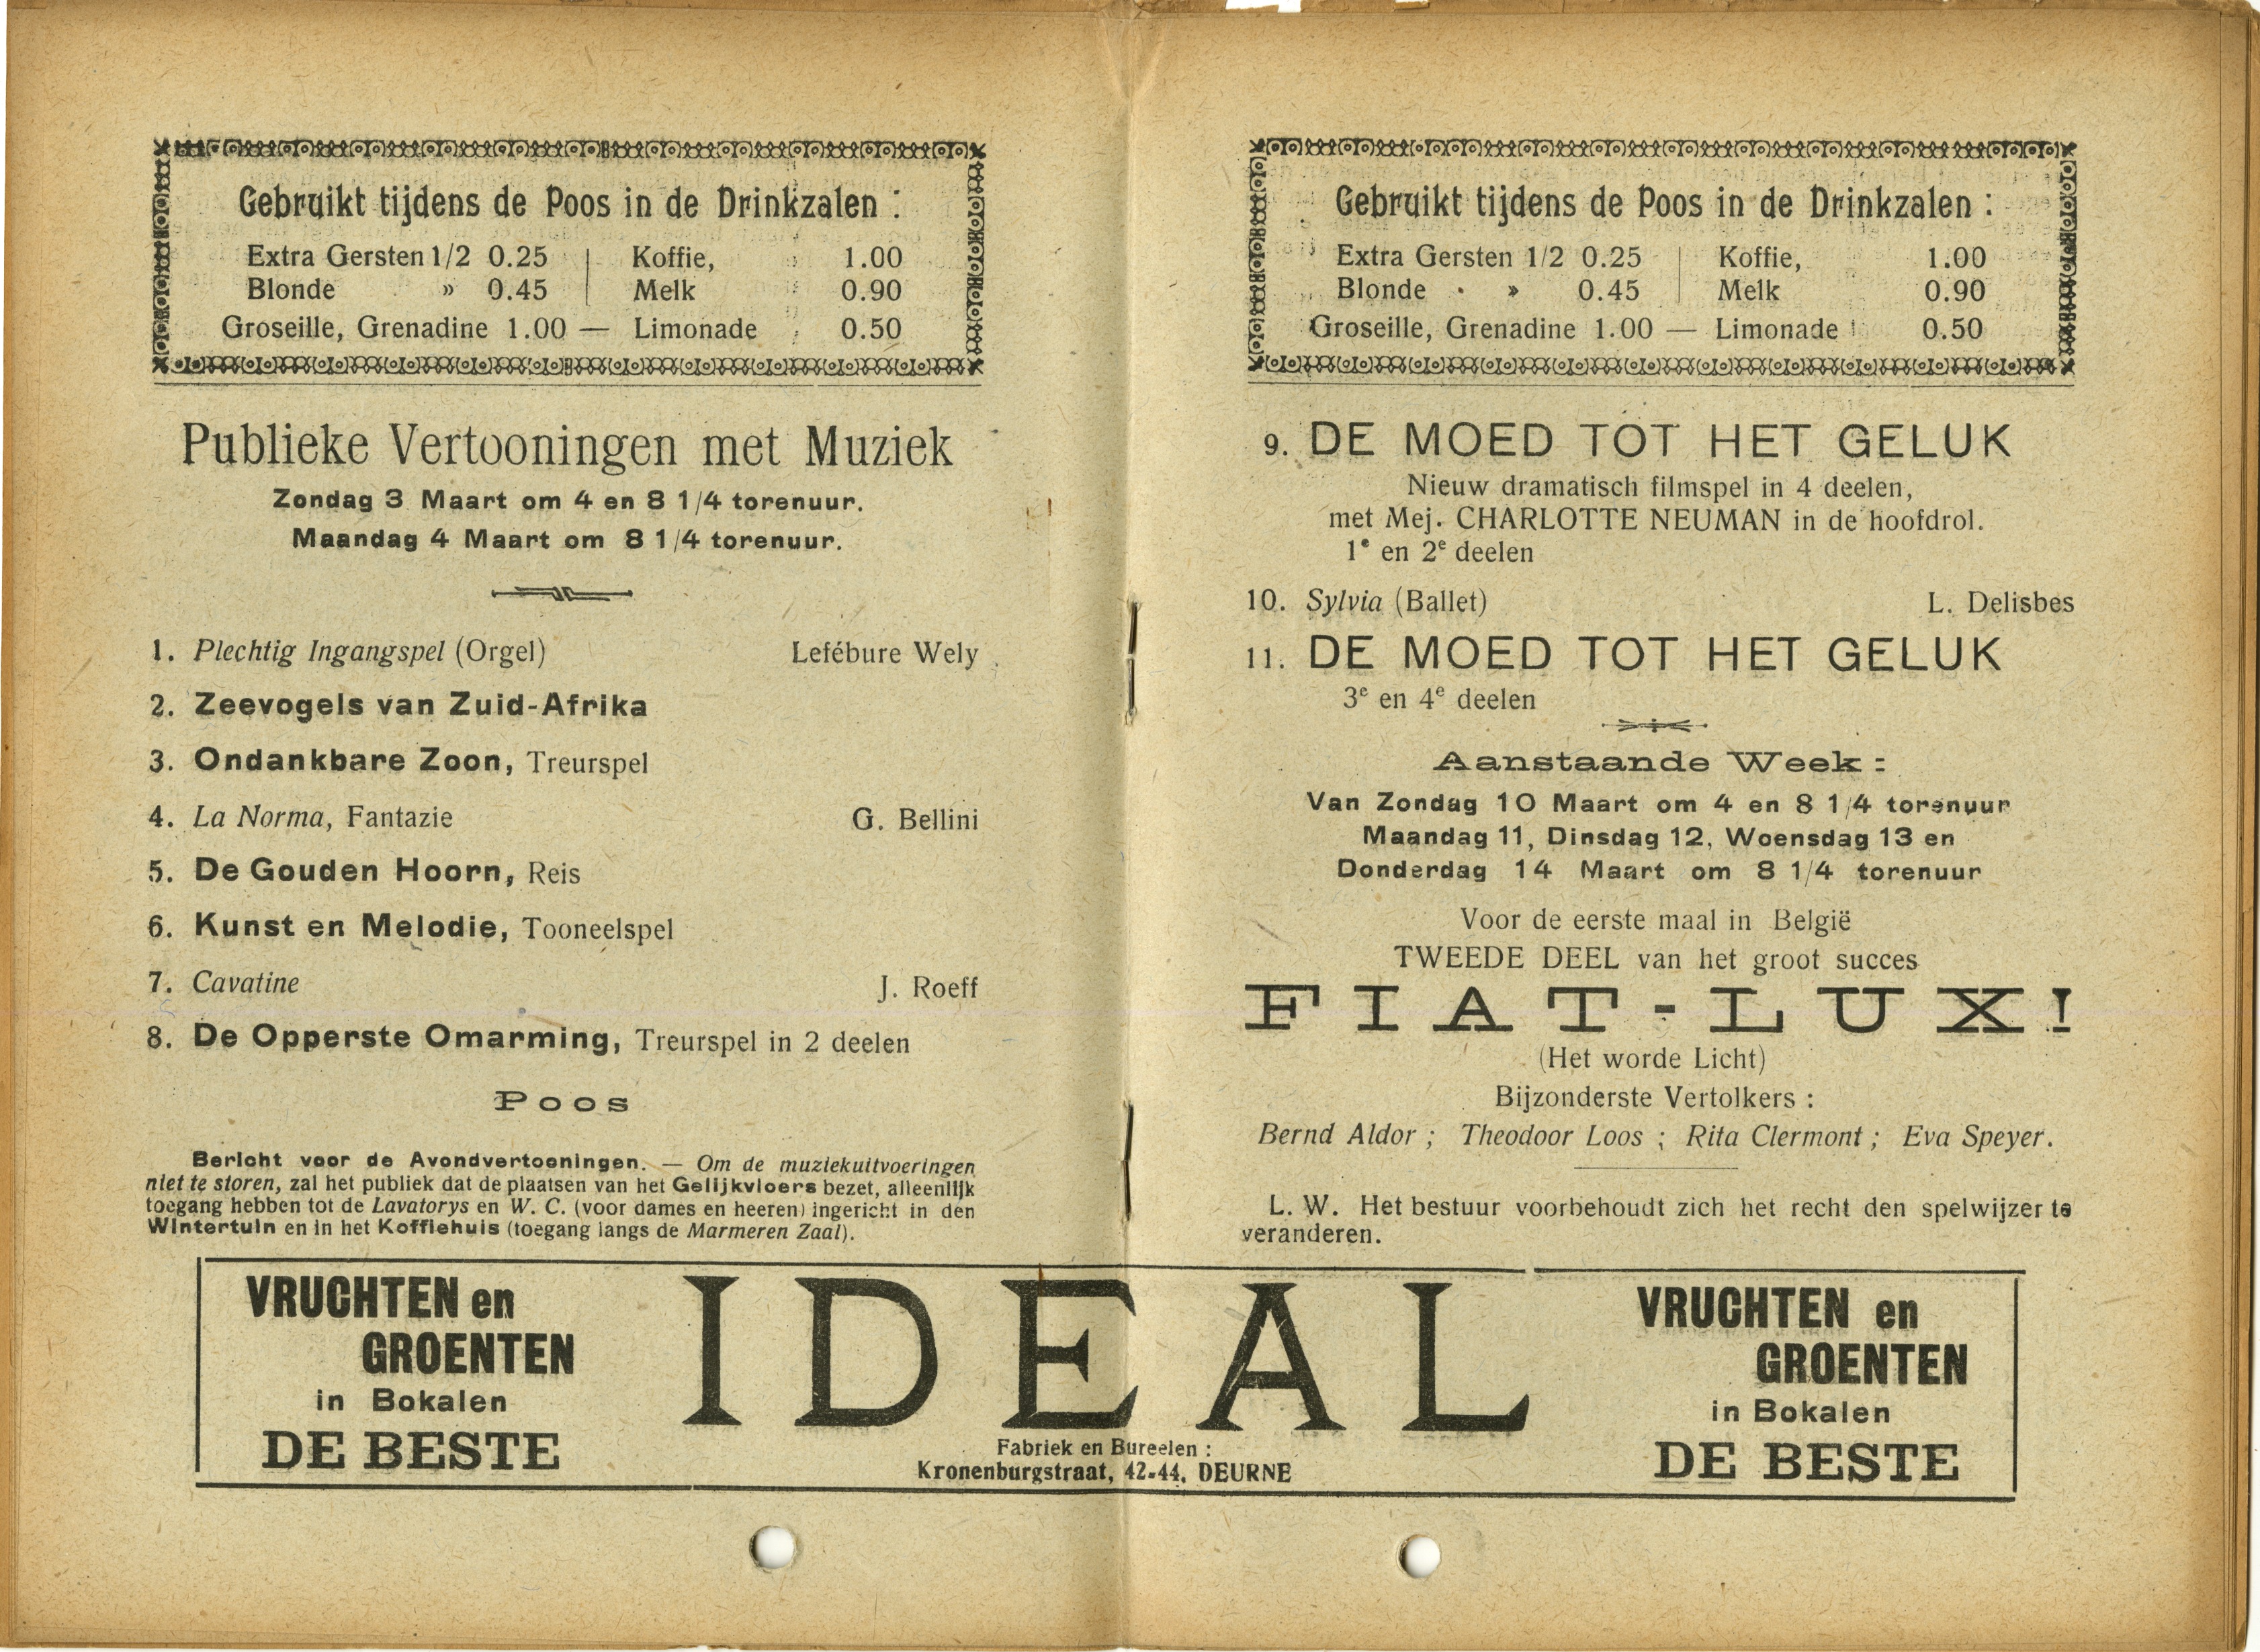 Gebruikt tijdens de Poos in de Drinkzalen :
Extra Gersten 1/2 0.25 Koffie, 1.00
Blonde » 0.45 Melk 0.90
Groseille, Grenadine 1.00 — Limonade 0.50
Publieke Vertooningen met Muziek
Zondag 3 Maart om 4 en 8 1/4 torenuur.
Maandag 4 Maart om 8 1/4 torenuur.
1. Plechtig Ingangspel (Orgel) Lefébure Wely
2. Zeevogels van Zuid-Afrika
3. Ondankbare Zoon, Treurspel
4. La Norma, Fantazie G. Bellini
5. De Gouden Hoorn, Reis
6. Kunst en Melodie, Tooneelspel
7. Cavatine J. Roeff
8. De Opperste Omarming, Treurspel in 2 deelen
Poos
Bericht voor de Avondvertooningen. — Om de muziekuitvoeringen
niet te storen, zal het publiek dat de plaatsen van het Gelijkvloers bezet, alleenlijk
toegang hebben tot de Lavatorys en W. C. (voor dames en heeren) ingericht in den
Wintertuin en in het Koffiehuis (toegang langs de Marmeren Zaal).
Gebruikt tijdens de Poos in de Drinkzalen :
Extra Gersten 1/2 0.25 Koffie, 1.00
Blonde » 0.45 Melk 0.90
Groseille, Grenadine 1.00 — Limonade 0.50
9. DE MOED TOT HET GELUK
Nieuw dramatisch filmspel in 4 deelen,
met Mej. CHARLOTTE NEUMAN in de hoofdrol.
1e en 2e deelen
10. Sylvia (Ballet) L. Delisbes
11. DE MOED TOT HET GELUK
3e en 4e deelen
Aanstaande Week :
Van Zondag 10 Maart om 4 en 8 1/4 torenuur
Maandag 11, Dinsdag 12, Woensdag 13 en
Donderdag 14 Maart om 8 1/4 torenuur
Voor de eerste maal in België
TWEEDE DEEL van het groot succes
FIAT-LUX!
(Het worde Licht)
Bijzonderste Vertolkers :
Bernd Aldor ; Theodoor Loos ; Rita Clermont ; Eva Speyer.
L. W. Het bestuur voorbehoudt zich het recht den spelwijzer te
veranderen.
VRUCHTEN en
GROENTEN
in Bokalen
DE BESTE
IDEAL
Fabriek en Bureelen :
Kronenburgstraat, 42-44, DEURNE
VRUCHTEN en
GROENTEN
in Bokalen
DE BESTE